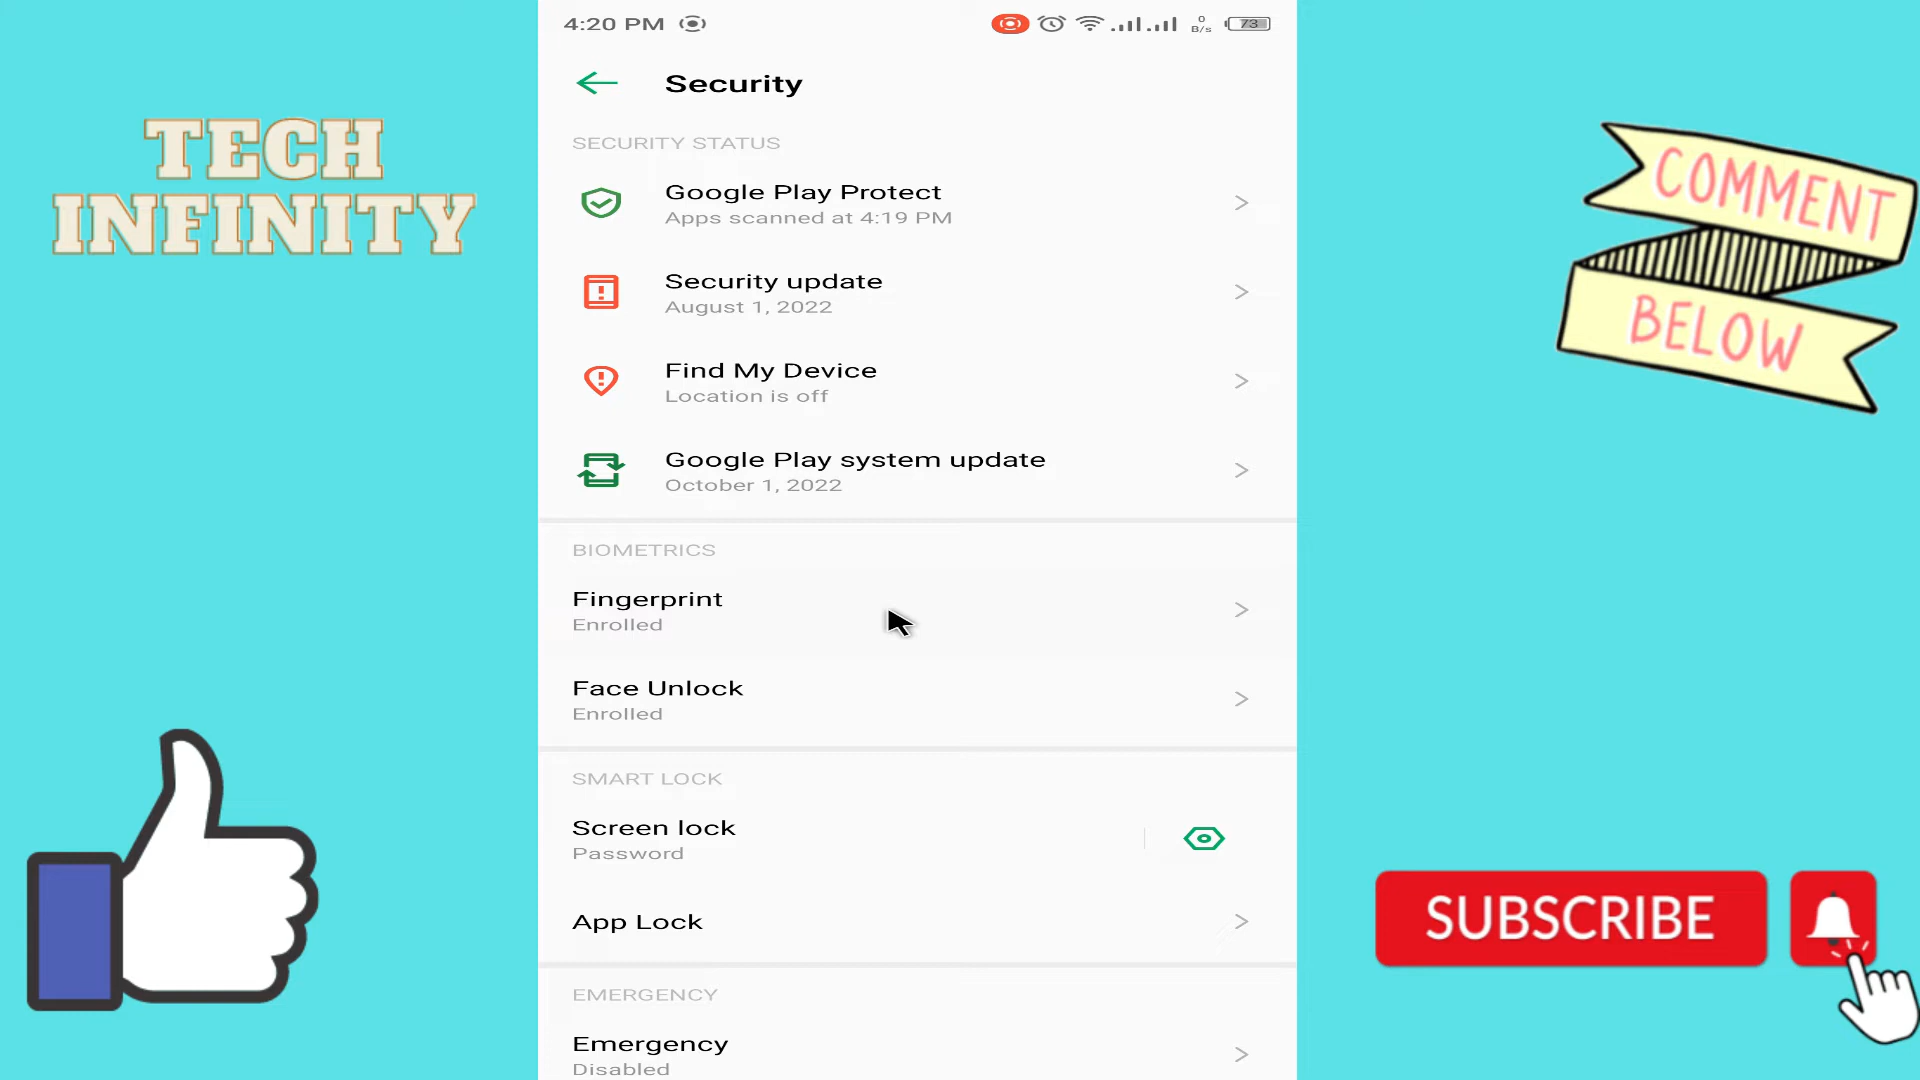 4:20 PM
0
B/s
73
TECH
INFINITY
Security
SECURITY STATUS
Google Play Protect
Apps scanned at 4:19 PM
Security update
August 1, 2022
Find My Device
Location is off
Google Play system update
October 1, 2022
BIOMETRICS
Fingerprint
Enrolled
Face Unlock
Enrolled
SMART LOCK
Screen lock
Password
App Lock
EMERGENCY
Emergency
Disabled
COMMENT
BELOW
SUBSCRIBE